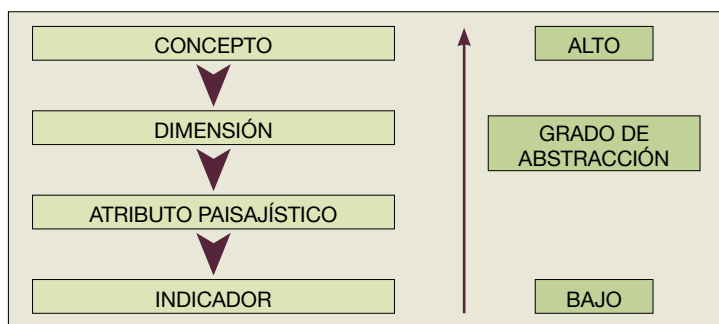 CONCEPTO
DIMENSIÓN
ATRIBUTO PAISAJÍSTICO
INDICADOR
ALTO
GRADO DE
ABSTRACCIÓN
BAJO